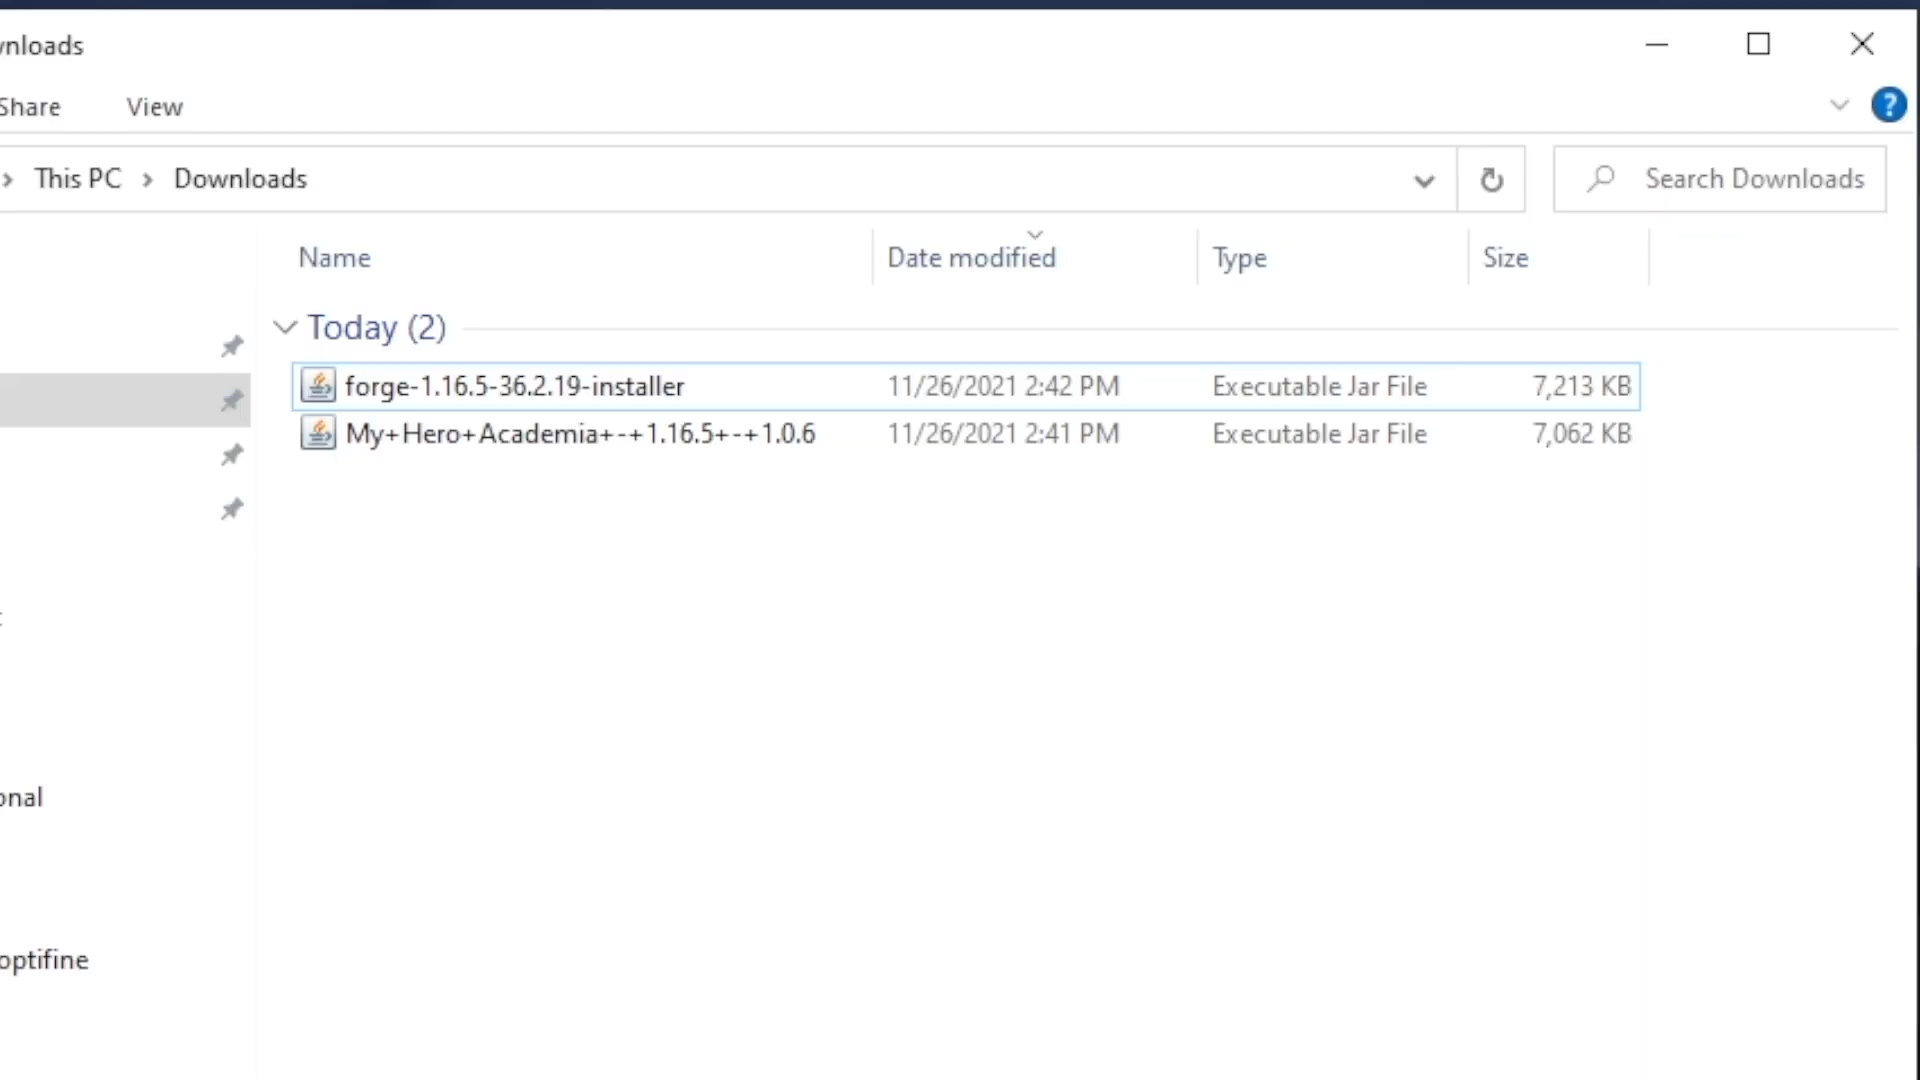 wnloads
Share View
This PC Downloads Search Downloads
Name Date modified Type Size
Today (2)
forge-1.16.5-36.2.19-installer 11/26/2021 2:42 PM Executable Jar File 7,213 KB
My+Hero+Academia+-+1.16.5+-+1.0.6 11/26/2021 2:41 PM Executable Jar File 7,062 KB
onal
optifine